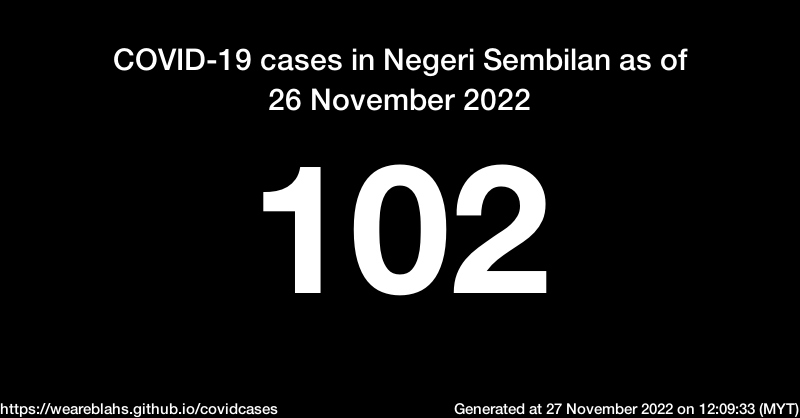 COVID-19 cases in Negeri Sembilan as of
26 November 2022
102
https://weareblahs.github.io/covidcases
Generated at 27 November 2022 on 12:09:33 (MYT)